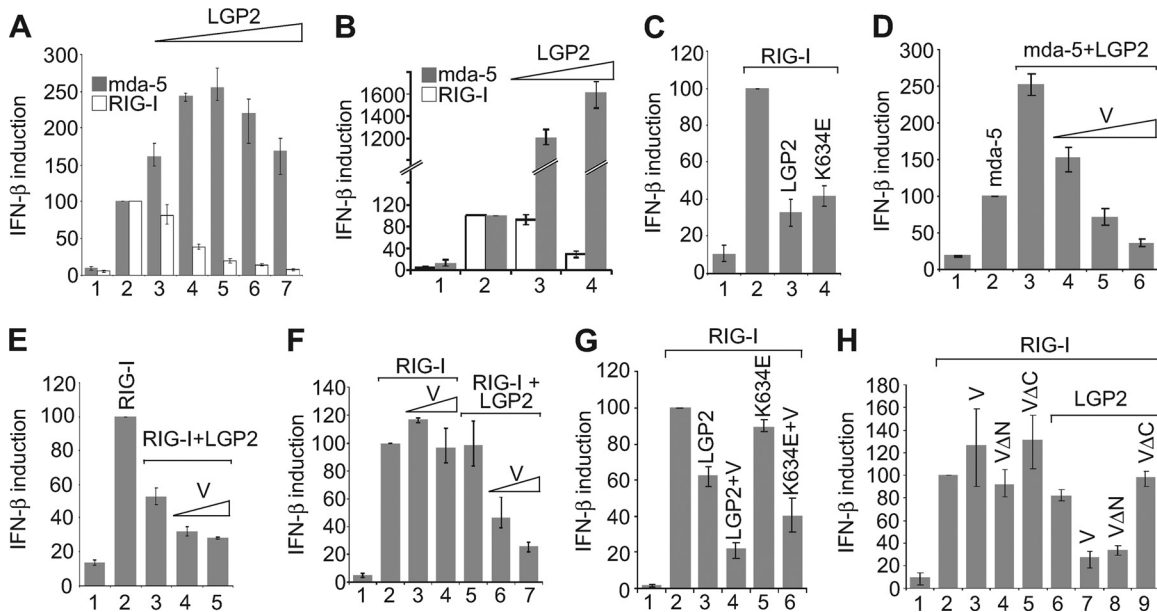 A
LGP2
IFN-β induction
300
250
200
150
100
50
0
mda-5
RIG-I
1 2 3 4 5 6 7
B
LGP2
IFN-β induction
mda-5
RIG-I
1600
1200
120
80
40
0
1 2 3 4
C
RIG-I
IFN-β induction
120
100
80
60
40
20
0
LGP2
K634E
1 2 3 4
D
mda-5+LGP2
IFN-β induction
300
250
200
150
100
50
0
mda-5
V
1 2 3 4 5 6
E
IFN-β induction
120
100
80
60
40
20
0
RIG-I
RIG-I+LGP2
V
1 2 3 4 5
F
IFN-β induction
140
120
100
80
60
40
20
0
RIG-I
V
RIG-I +
LGP2
V
1 2 3 4 5 6 7
G
RIG-I
IFN-β induction
120
100
80
60
40
20
0
LGP2
LGP2+V
K634E
K634E+V
1 2 3 4 5 6
H
RIG-I
LGP2
IFN-β induction
180
160
140
120
100
80
60
40
20
0
V
VΔN
VΔC
V
VΔN
VΔC
1 2 3 4 5 6 7 8 9